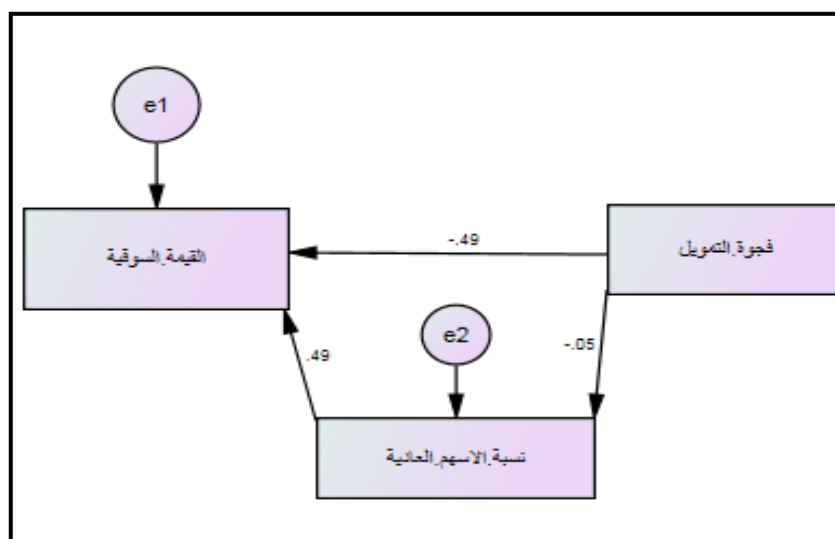 e1
القيمة_السوقية
-.49
فجوة_التمويل
e2
-.05
.49
نسبة_الاسهم_العادية